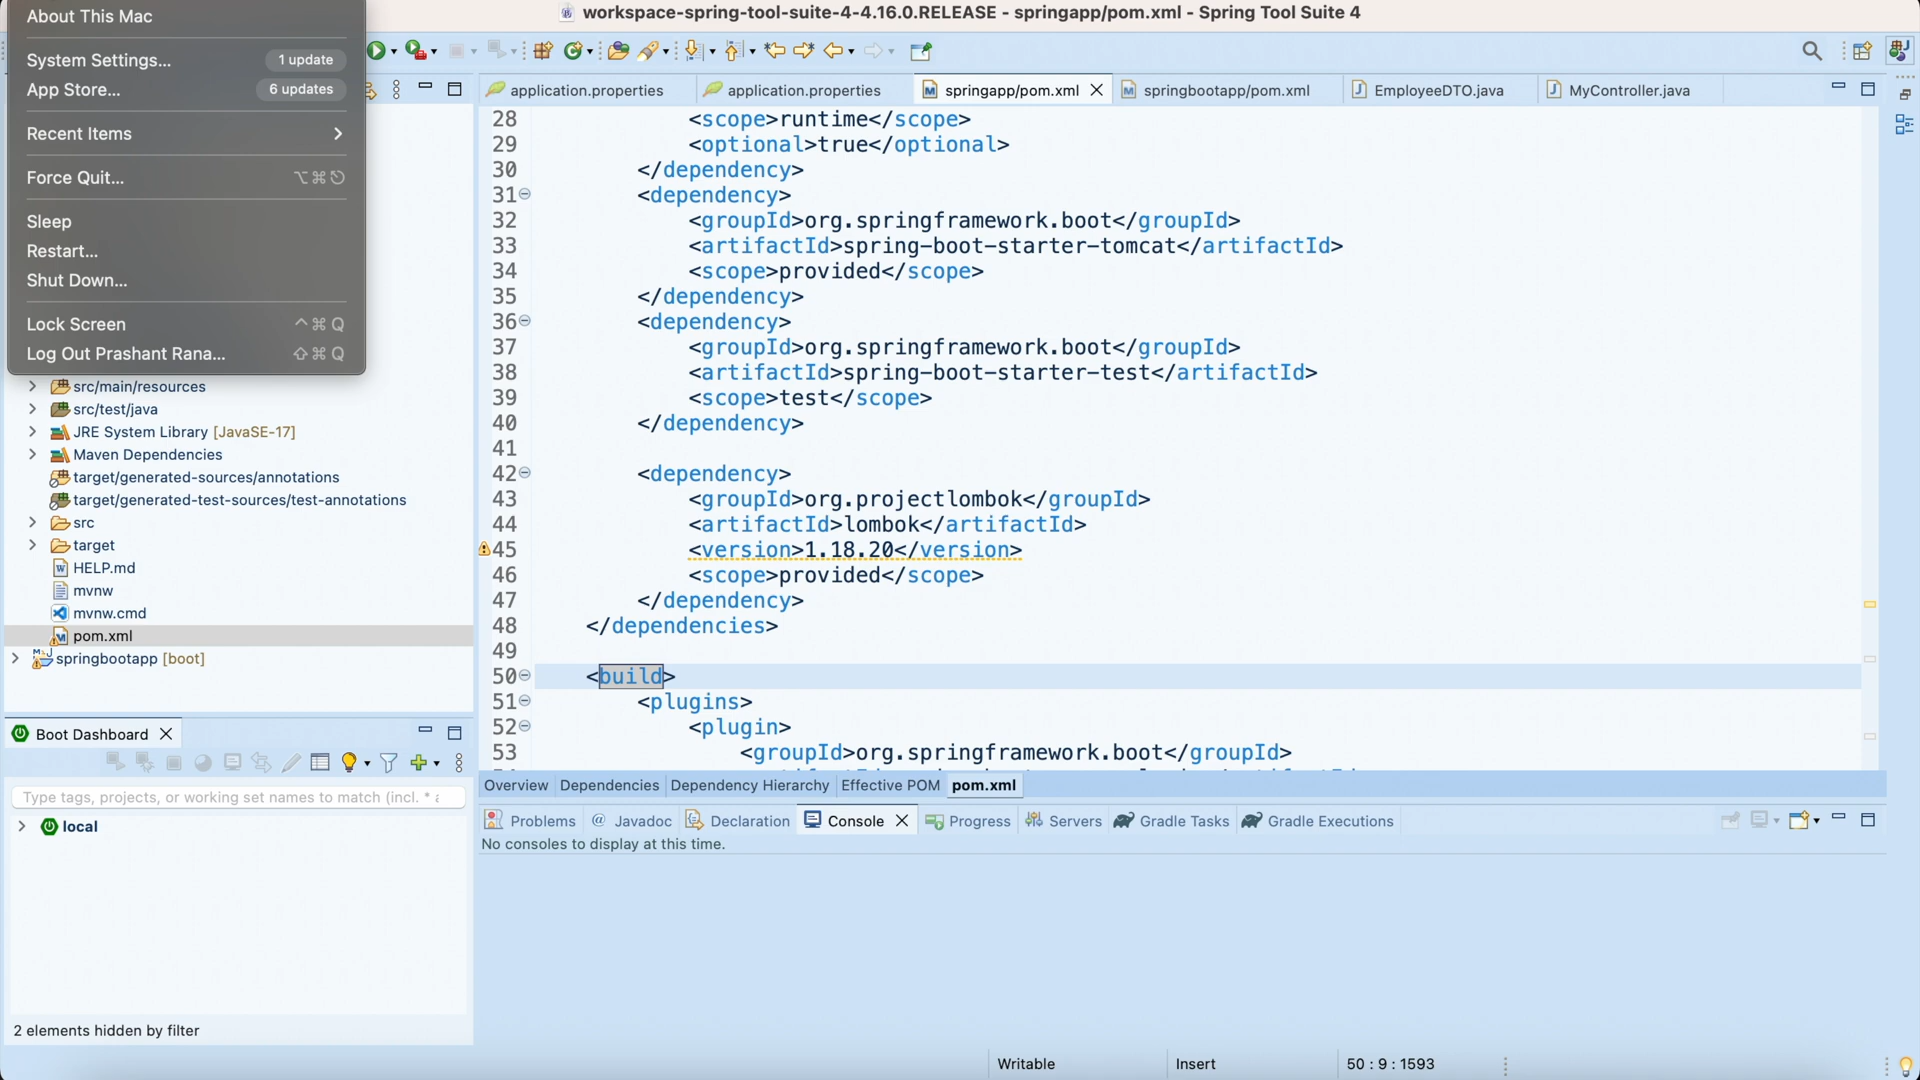 workspace-spring-tool-suite-4-4.16.0.RELEASE - springapp/pom.xml - Spring Tool Suite 4
About This Mac
System Settings... 1 update
App Store... 6 updates
Recent Items
Force Quit... ⌥⌘⎋
Sleep
Restart...
Shut Down...
Lock Screen ^⌘Q
Log Out Prashant Rana... ⇧⌘Q
src/main/resources
src/test/java
JRE System Library [JavaSE-17]
Maven Dependencies
target/generated-sources/annotations
target/generated-test-sources/test-annotations
src
target
HELP.md
mvnw
mvnw.cmd
pom.xml
springbootapp [boot]
Boot Dashboard
Type tags, projects, or working set names to match (incl. *
local
2 elements hidden by filter
application.properties application.properties springapp/pom.xml springbootapp/pom.xml EmployeeDTO.java MyController.java
28 <scope>runtime</scope>
29 <optional>true</optional>
30 </dependency>
31 <dependency>
32 <groupId>org.springframework.boot</groupId>
33 <artifactId>spring-boot-starter-tomcat</artifactId>
34 <scope>provided</scope>
35 </dependency>
36 <dependency>
37 <groupId>org.springframework.boot</groupId>
38 <artifactId>spring-boot-starter-test</artifactId>
39 <scope>test</scope>
40 </dependency>
41
42 <dependency>
43 <groupId>org.projectlombok</groupId>
44 <artifactId>lombok</artifactId>
45 <version>1.18.20</version>
46 <scope>provided</scope>
47 </dependency>
48 </dependencies>
49
50 <build>
51 <plugins>
52 <plugin>
53 <groupId>org.springframework.boot</groupId>
Overview Dependencies Dependency Hierarchy Effective POM pom.xml
Problems Javadoc Declaration Console Progress Servers Gradle Tasks Gradle Executions
No consoles to display at this time.
Writable Insert 50 : 9 : 1593